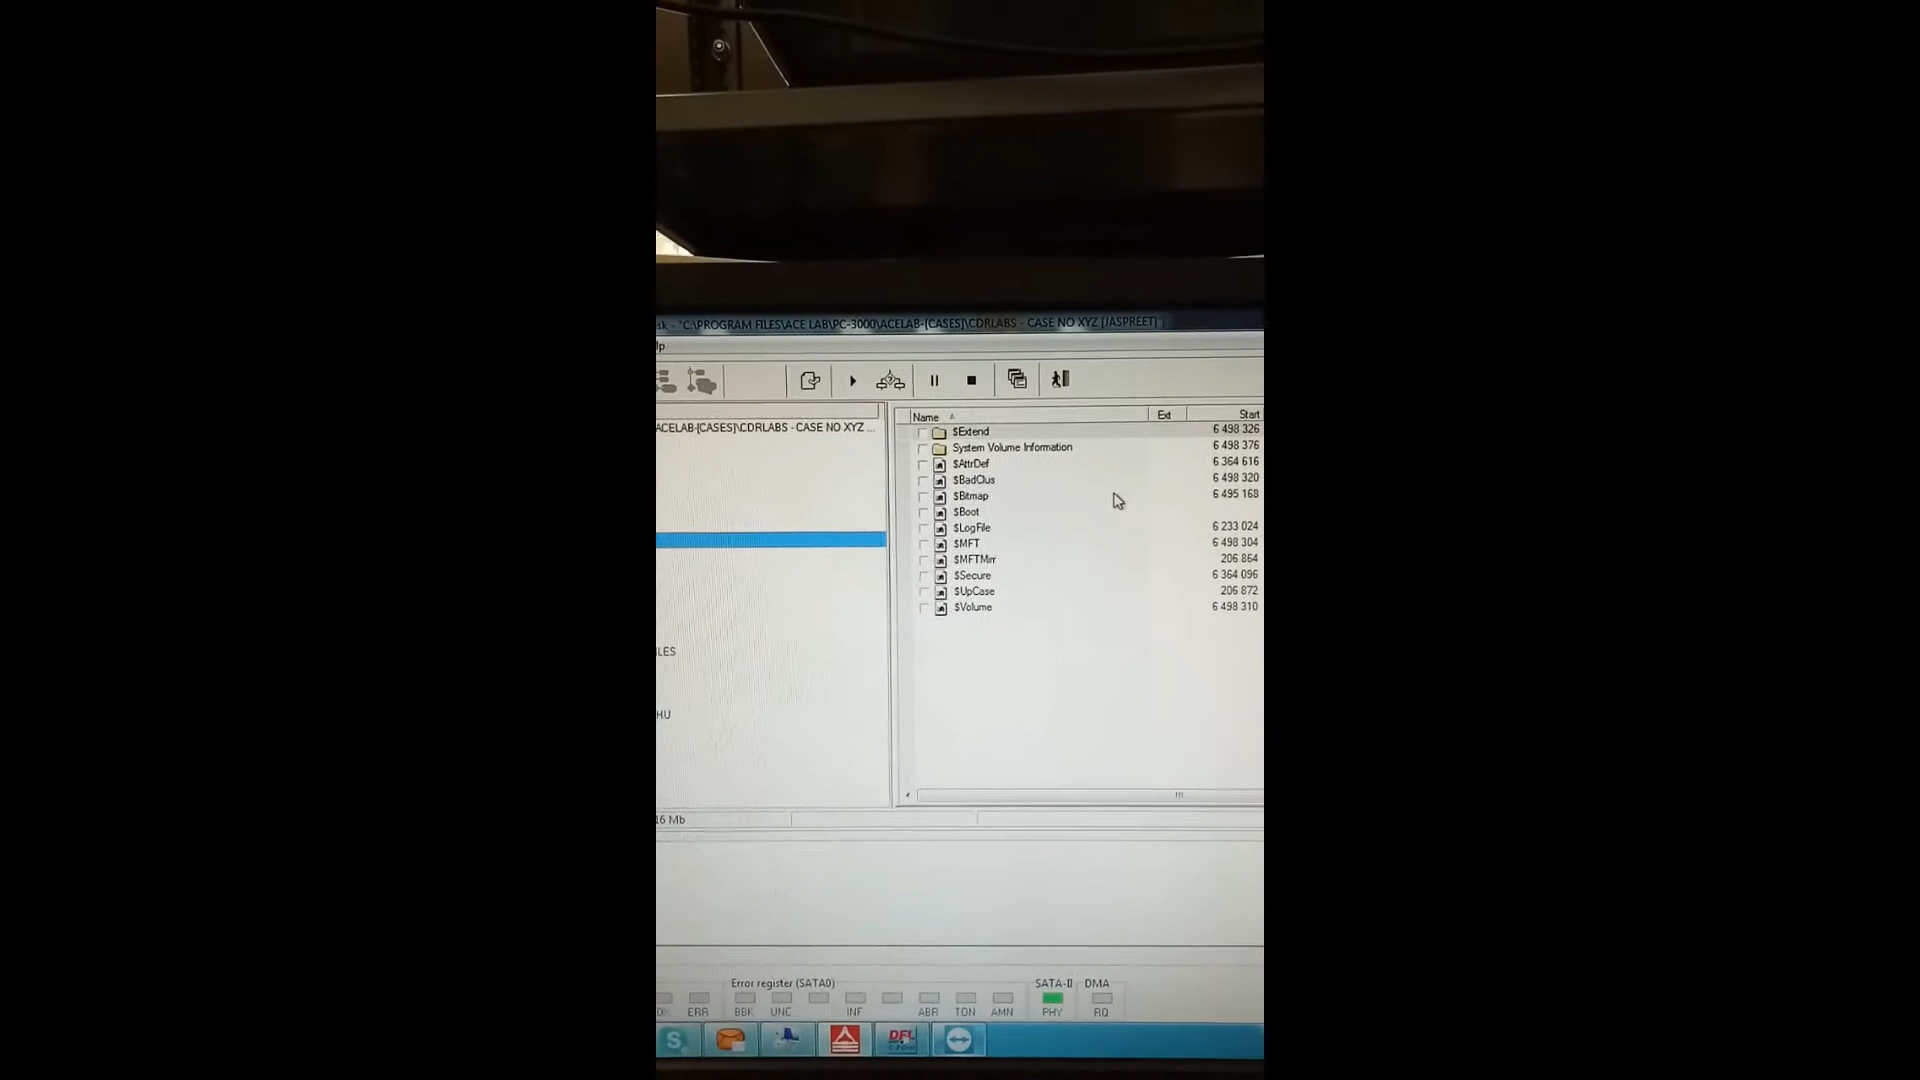 sk - "C:\PROGRAM FILES\ACE LAB\PC-3000\ACELAB-[CASES]\CDRLABS - CASE NO XYZ [JASPREET]"
lp
ACELAB-[CASES]\CDRLABS - CASE NO XYZ ...
LES
HU
16 Mb
Name Ext Start
$Extend 6 498 326
System Volume Information 6 498 376
$AttrDef 6 364 616
$BadClus 6 498 320
$Bitmap 6 495 168
$Boot
$LogFile 6 233 024
$MFT 6 498 304
$MFTMirr 206 864
$Secure 6 364 096
$UpCase 206 872
$Volume 6 498 310
Error register (SATA0) SATA-II DMA
ERR BBK UNC INF ABR TON AMN PHY RQ
S DFL